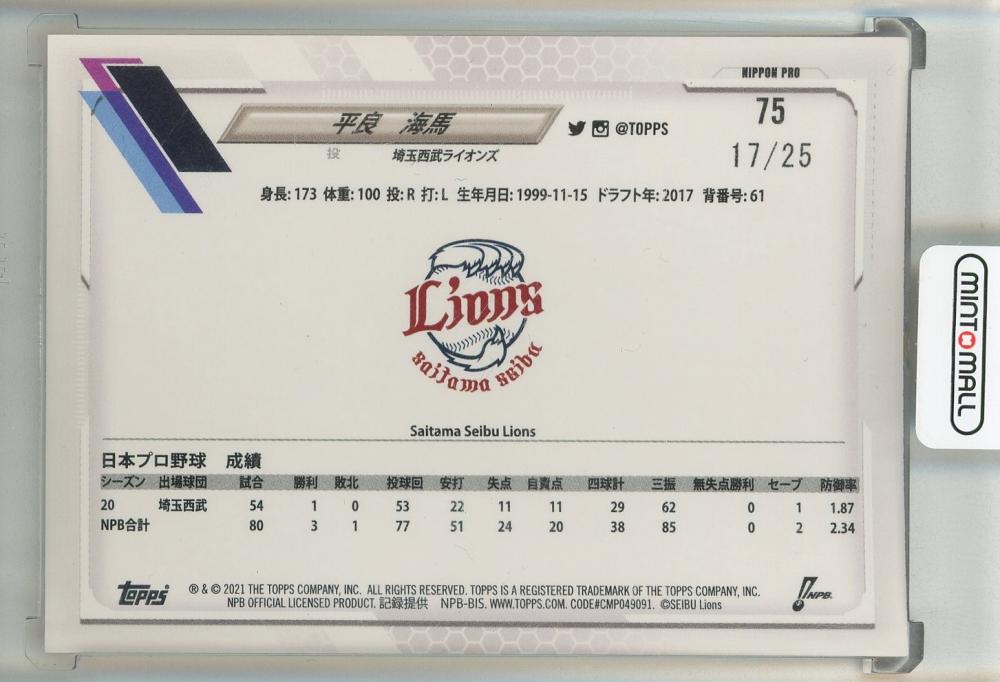 NIPPON PRO
75
17/25
平良 海馬
@TOPPS
投 埼玉西武ライオンズ
身長: 173 体重: 100 投: R 打: L 生年月日: 1999-11-15 ドラフト年: 2017 背番号: 61
Lions
saitama seibu
Saitama Seibu Lions
日本プロ野球 成績
シーズン 出場球団 試合 勝利 敗北 投球回 安打 失点 自責点 四球計 三振 無失点勝利 セーブ 防御率
20 埼玉西武 54 1 0 53 22 11 11 29 62 0 1 1.87
NPB合計 80 3 1 77 51 24 20 38 85 0 2 2.34
Topps
® & © 2021 THE TOPPS COMPANY, INC. ALL RIGHTS RESERVED. TOPPS IS A REGISTERED TRADEMARK OF THE TOPPS COMPANY, INC.
NPB OFFICIAL LICENSED PRODUCT. 記録提供 NPB-BIS. WWW.TOPPS.COM. CODE#CMP049091. ©SEIBU Lions
NPB
MINT MALL